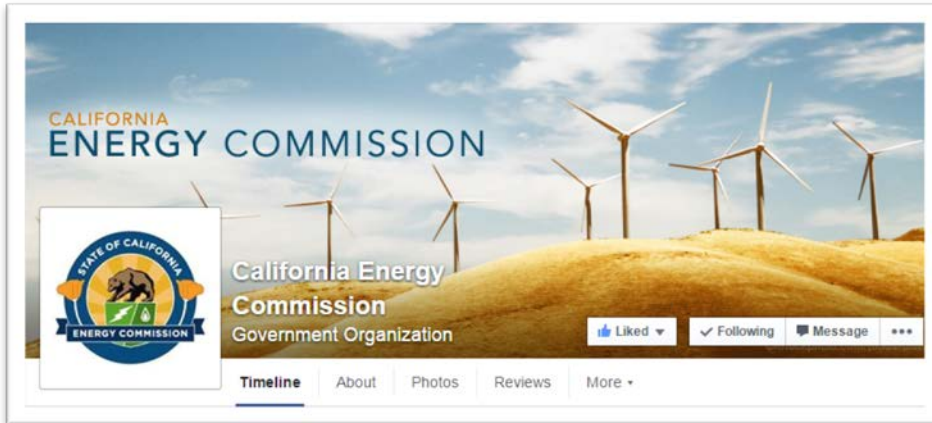 CALIFORNIA
ENERGY COMMISSION
STATE OF CALIFORNIA
ENERGY COMMISSION
California Energy
Commission
Government Organization
Liked
Following
Message
Timeline
About
Photos
Reviews
More